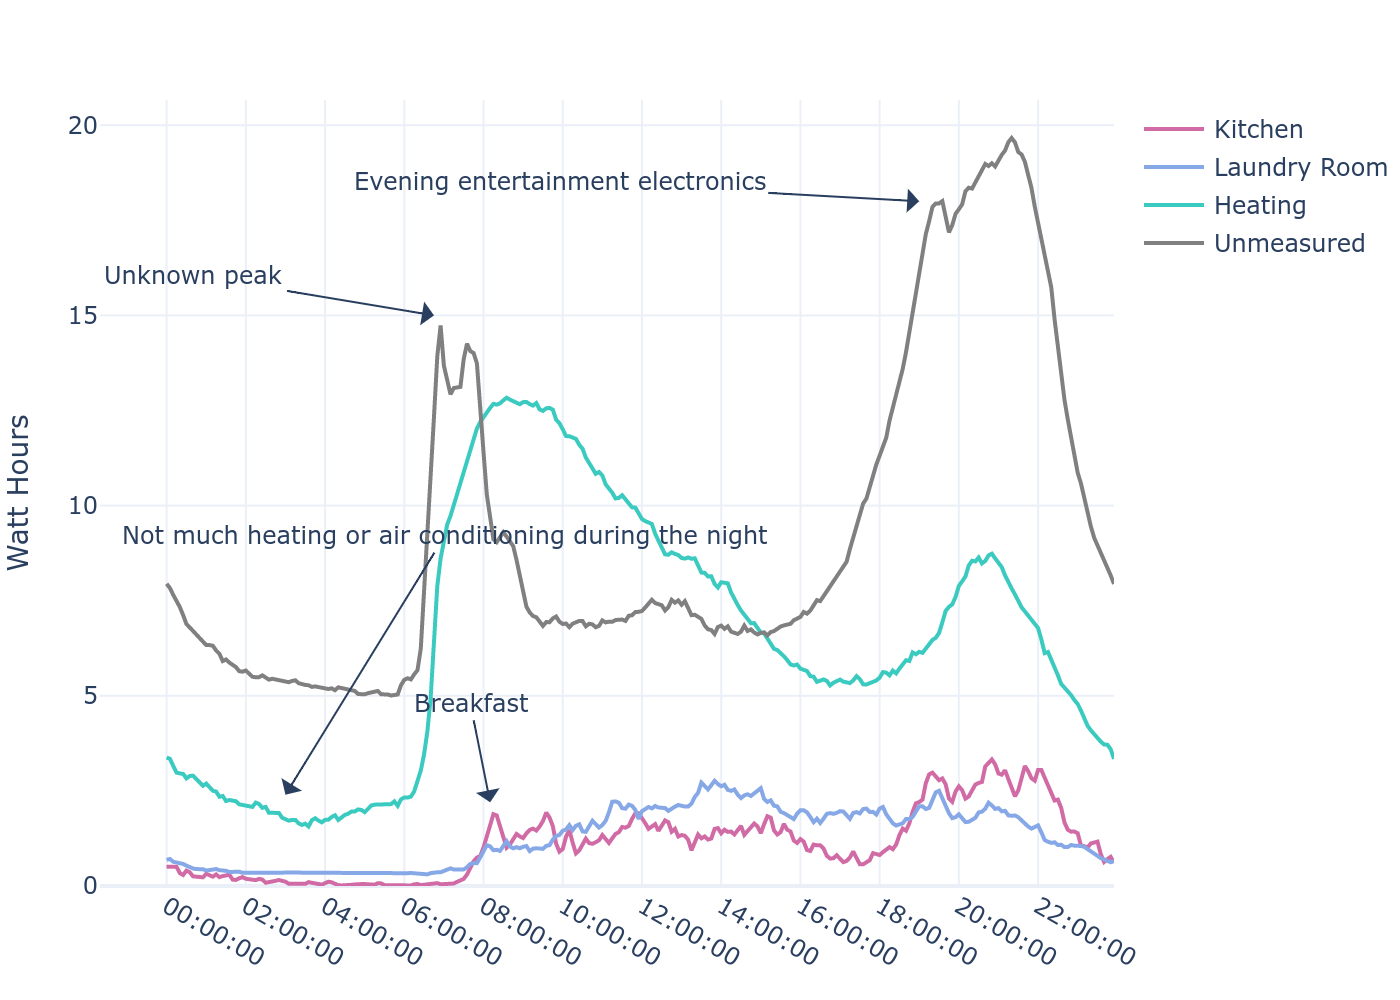 20
Kitchen
Laundry Room
Evening entertainment electronics
Heating
Unmeasured
Unknown peak
15
Watt Hours
10
Not much heating or air conditioning during the night
5
Breakfast
0
00:00:00
02:00:00
04:00:00
06:00:00
08:00:00
10:00:00
12:00:00
14:00:00
16:00:00
18:00:00
20:00:00
22:00:00